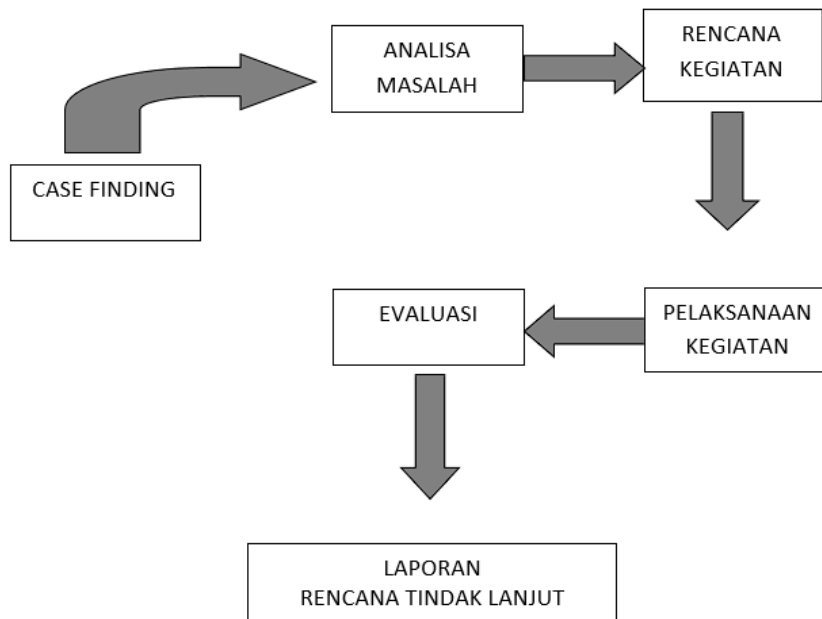 CASE FINDING
ANALISA
MASALAH
RENCANA
KEGIATAN
PELAKSANAAN
KEGIATAN
EVALUASI
LAPORAN
RENCANA TINDAK LANJUT